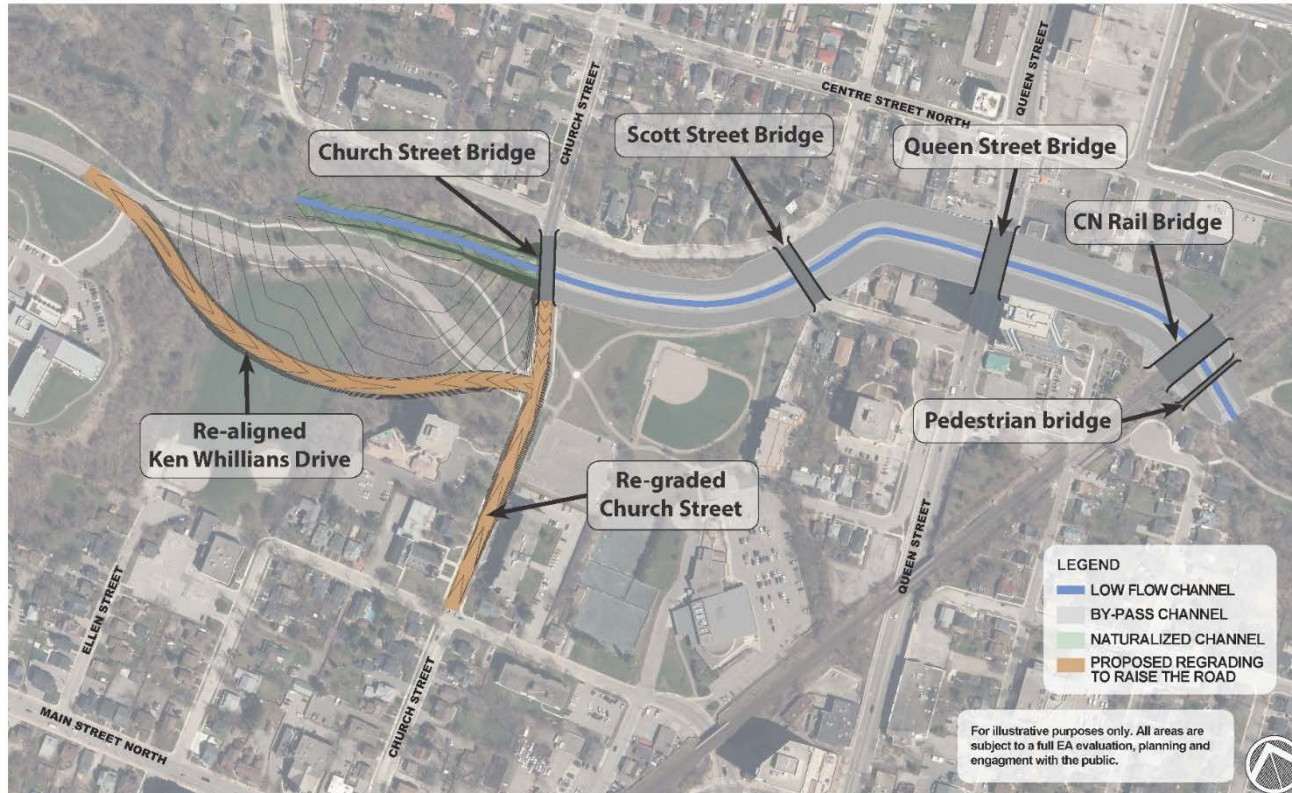 CHURCH STREET
CENTRE STREET NORTH
QUEEN STREET
Church Street Bridge
Scott Street Bridge
Queen Street Bridge
CN Rail Bridge
Pedestrian bridge
Re-aligned
Ken Whillians Drive
Re-graded
Church Street
ELLEN STREET
MAIN STREET NORTH
CHURCH STREET
QUEEN STREET
LEGEND
LOW FLOW CHANNEL
BY-PASS CHANNEL
NATURALIZED CHANNEL
PROPOSED REGRADING
TO RAISE THE ROAD
For illustrative purposes only. All areas are
subject to a full EA evaluation, planning and
engagment with the public.